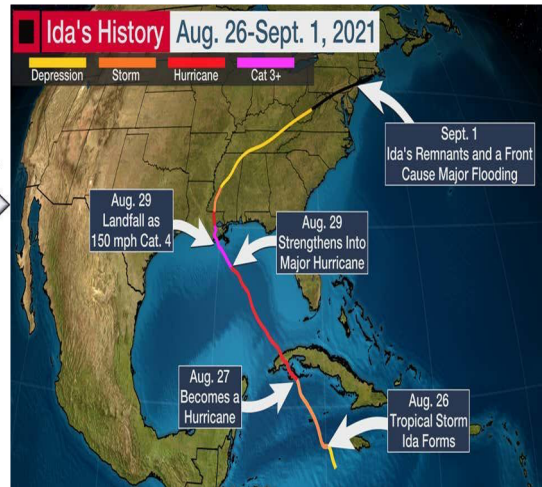 Ida's History Aug. 26-Sept. 1, 2021
Depression Storm Hurricane Cat 3+
Sept. 1
Ida's Remnants and a Front
Cause Major Flooding
Aug. 29
Landfall as
150 mph Cat. 4
Aug. 29
Strengthens Into
Major Hurricane
Aug. 27
Becomes a
Hurricane
Aug. 26
Tropical Storm
Ida Forms